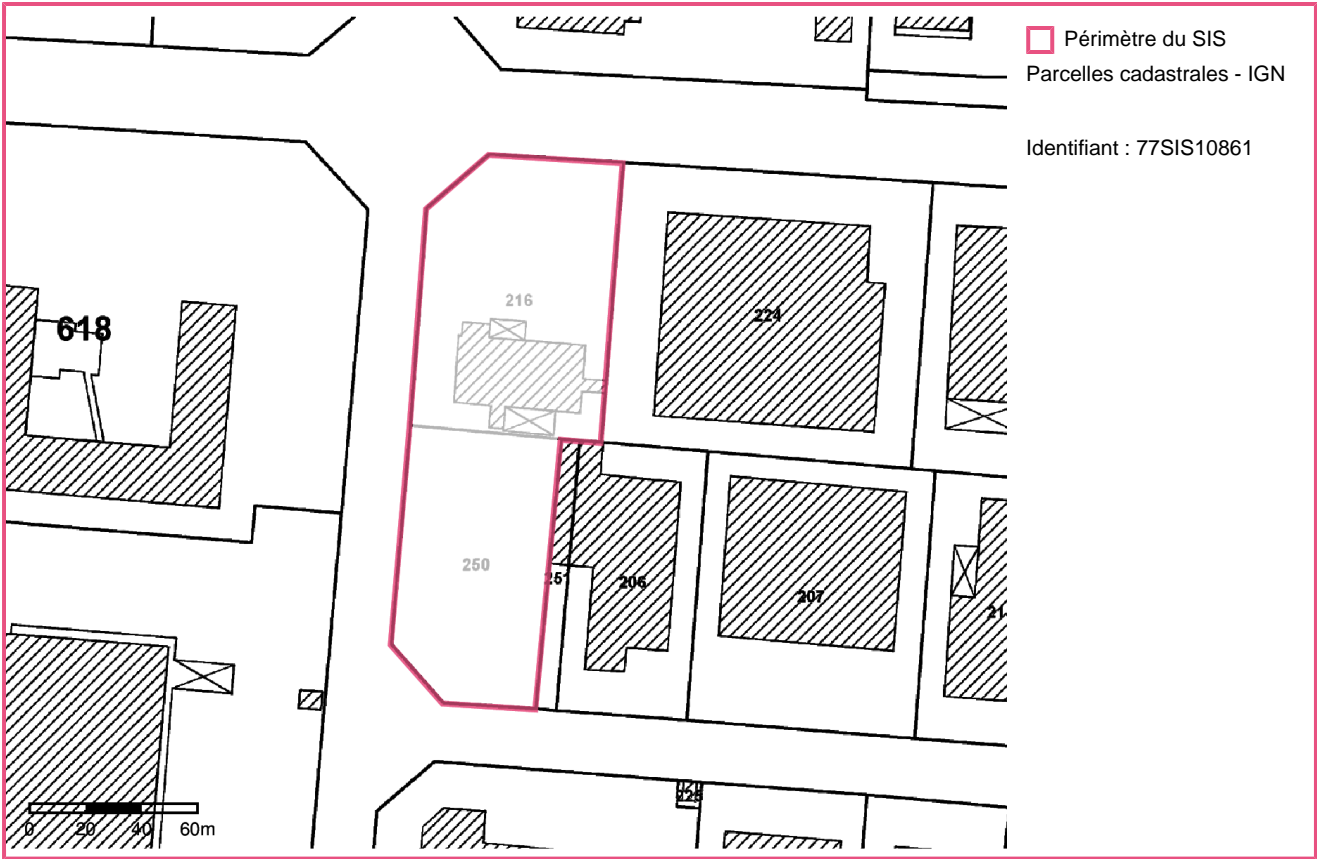 Périmètre du SIS
Parcelles cadastrales - IGN
Identifiant : 77SIS10861
216
618
224
250
251
206
207
0 20 40 60m